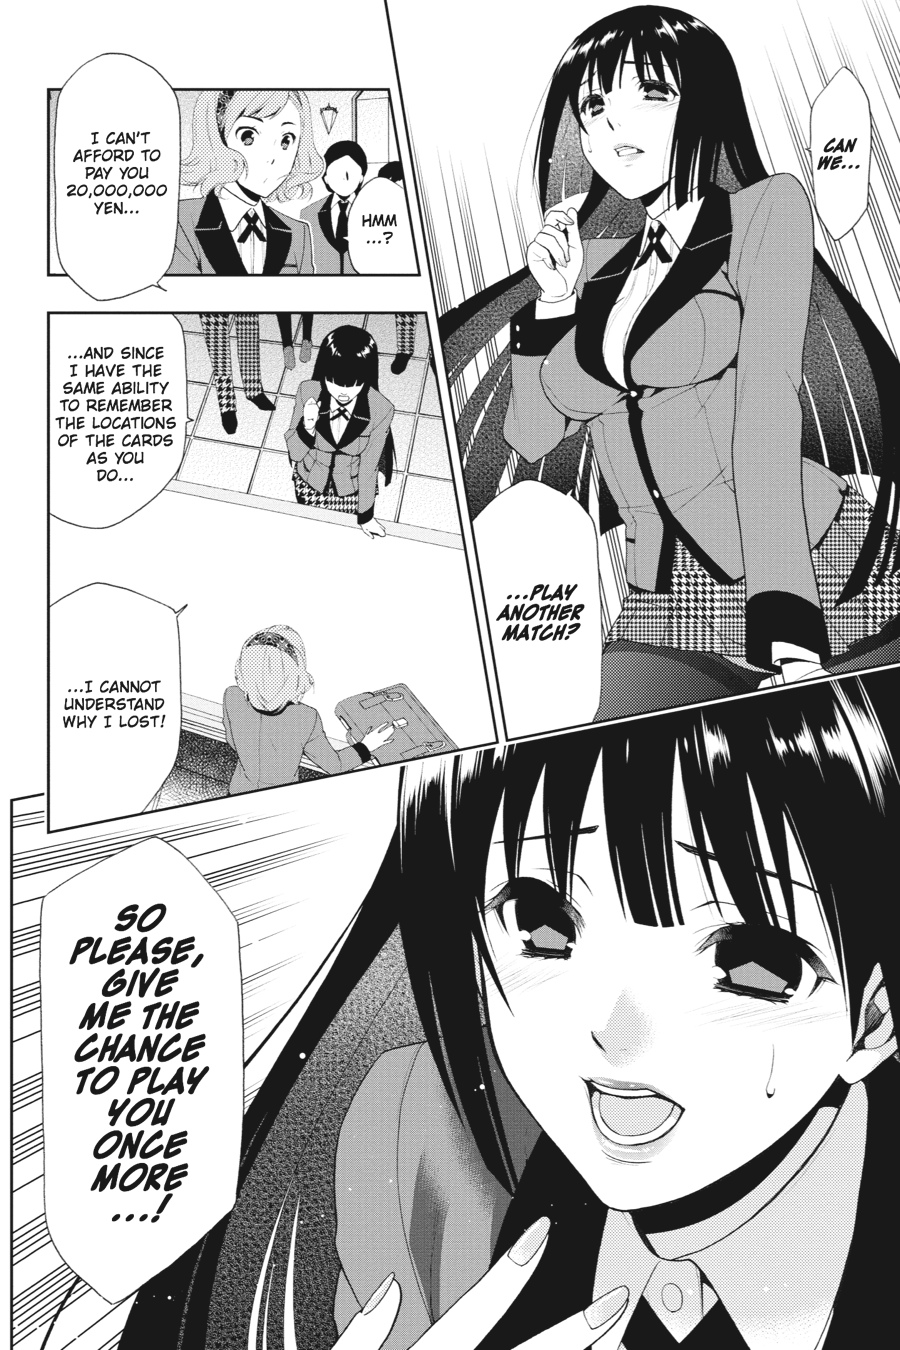 CAN
WE...
...PLAY
ANOTHER
MATCH?
HMM
...?
I CAN'T
AFFORD TO
PAY YOU
20,000,000
YEN...
...AND SINCE
I HAVE THE
SAME ABILITY
TO REMEMBER
THE LOCATIONS
OF THE CARDS
AS YOU
DO...
...I CANNOT
UNDERSTAND
WHY I LOST!
SO
PLEASE,
GIVE
ME THE
CHANCE
TO PLAY
YOU
ONCE
MORE
...!